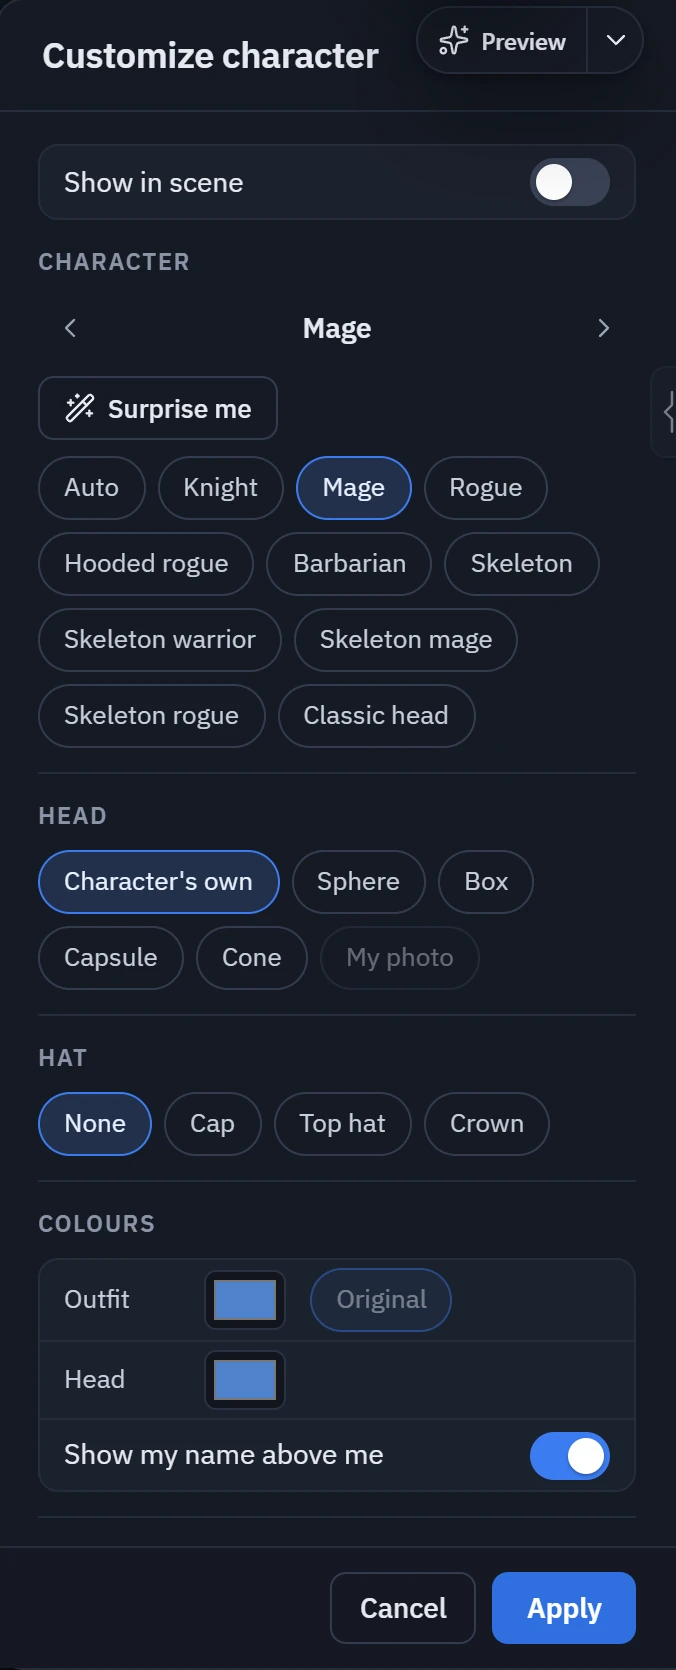 Customize character
Preview
Show in scene
CHARACTER
Mage
Surprise me
Auto Knight Mage Rogue
Hooded rogue Barbarian Skeleton
Skeleton warrior Skeleton mage
Skeleton rogue Classic head
HEAD
Character's own Sphere Box
Capsule Cone My photo
HAT
None Cap Top hat Crown
COLOURS
Outfit Original
Head
Show my name above me
Cancel Apply